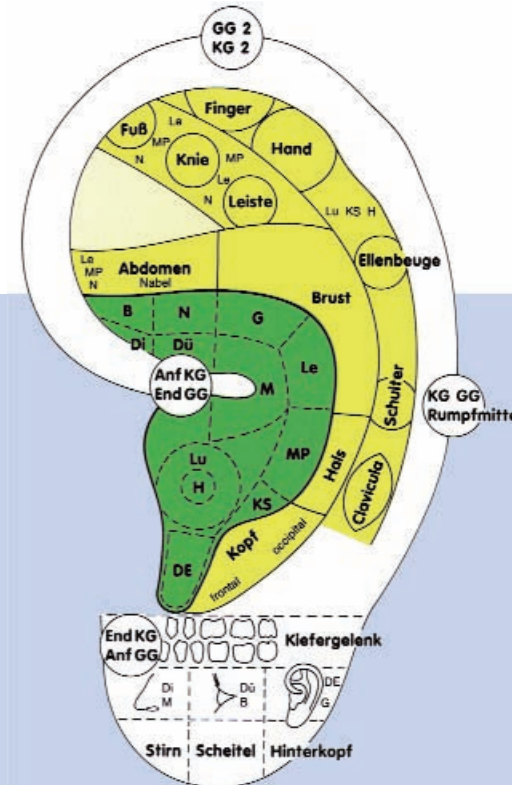 GG 2
KG 2
Finger
Fuß
Le
MP
N
Knie
MP
Le
N
Hand
Leiste
Lu KS H
Ellenbeuge
Le
MP
N
Abdomen
Nabel
Brust
B
N
G
Di
Dü
Le
Anf KG
End GG
M
Schulter
KG GG
Rumpfmitte
Lu
H
MP
Hals
KS
Clavicula
DE
Kopf
frontal
occipital
End KG
Anf GG
Kiefergelenk
Di
M
Dü
B
DE
G
Stirn
Scheitel
Hinterkopf